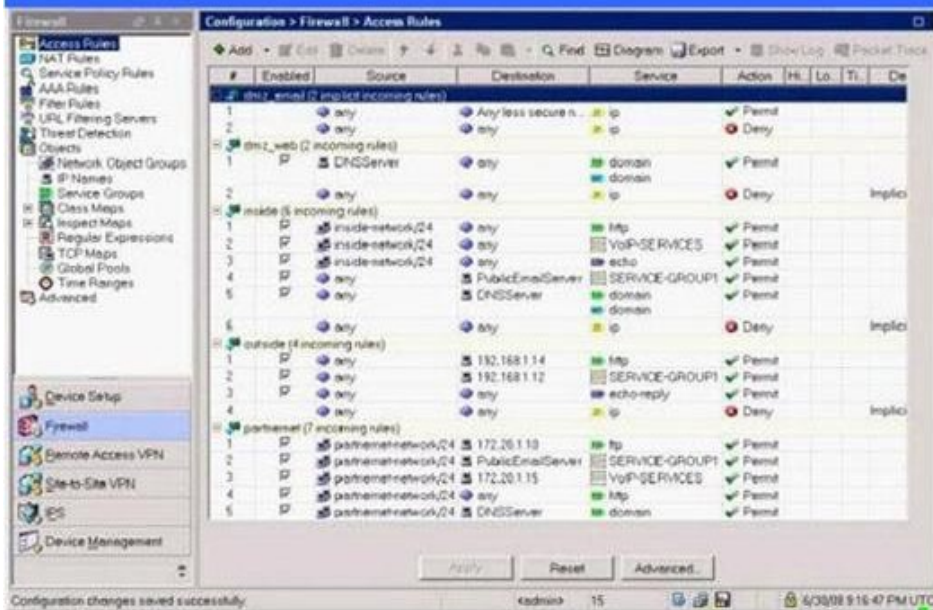 Firewall
Configuration > Firewall > Access Rules
Access Rules
NAT Rules
Service Policy Rules
AAA Rules
Filter Rules
URL Filtering Servers
Threat Detection
Objects
Network Object Groups
IP Names
Service Groups
Class Maps
Inspect Maps
Regular Expressions
TCP Maps
Global Pools
Time Ranges
Advanced
Device Setup
Firewall
Remote Access VPN
Site-to-Site VPN
IPS
Device Management
Add Edit Delete Find Diagram Export Show Log Packet Trace
# Enabled Source Destination Service Action Hi.. Lo.. Ti.. De
dmz_email (2 implicit incoming rules)
1 any Any less secure n... ip Permit
2 any any ip Deny
dmz_web (2 incoming rules)
1 DNSServer any domain Permit
domain
2 any any ip Deny Implici
inside (6 incoming rules)
1 inside-network/24 any http Permit
2 inside-network/24 any VoIP-SERVICES Permit
3 inside-network/24 any echo Permit
4 any PublicEmailServer SERVICE-GROUP1 Permit
5 any DNSServer domain Permit
domain
6 any any ip Deny Implici
outside (4 incoming rules)
1 any 192.168.1.14 http Permit
2 any 192.168.1.12 SERVICE-GROUP1 Permit
3 any any echo-reply Permit
4 any any ip Deny Implici
partnernet (7 incoming rules)
1 partnernet-network/24 172.20.1.10 ftp Permit
2 partnernet-network/24 PublicEmailServer SERVICE-GROUP1 Permit
3 partnernet-network/24 172.20.1.15 VoIP-SERVICES Permit
4 partnernet-network/24 any http Permit
5 partnernet-network/24 DNSServer domain Permit
Apply Reset Advanced...
Configuration changes saved successfully. <admin> 15 6/30/08 9:16:47 PM UTC